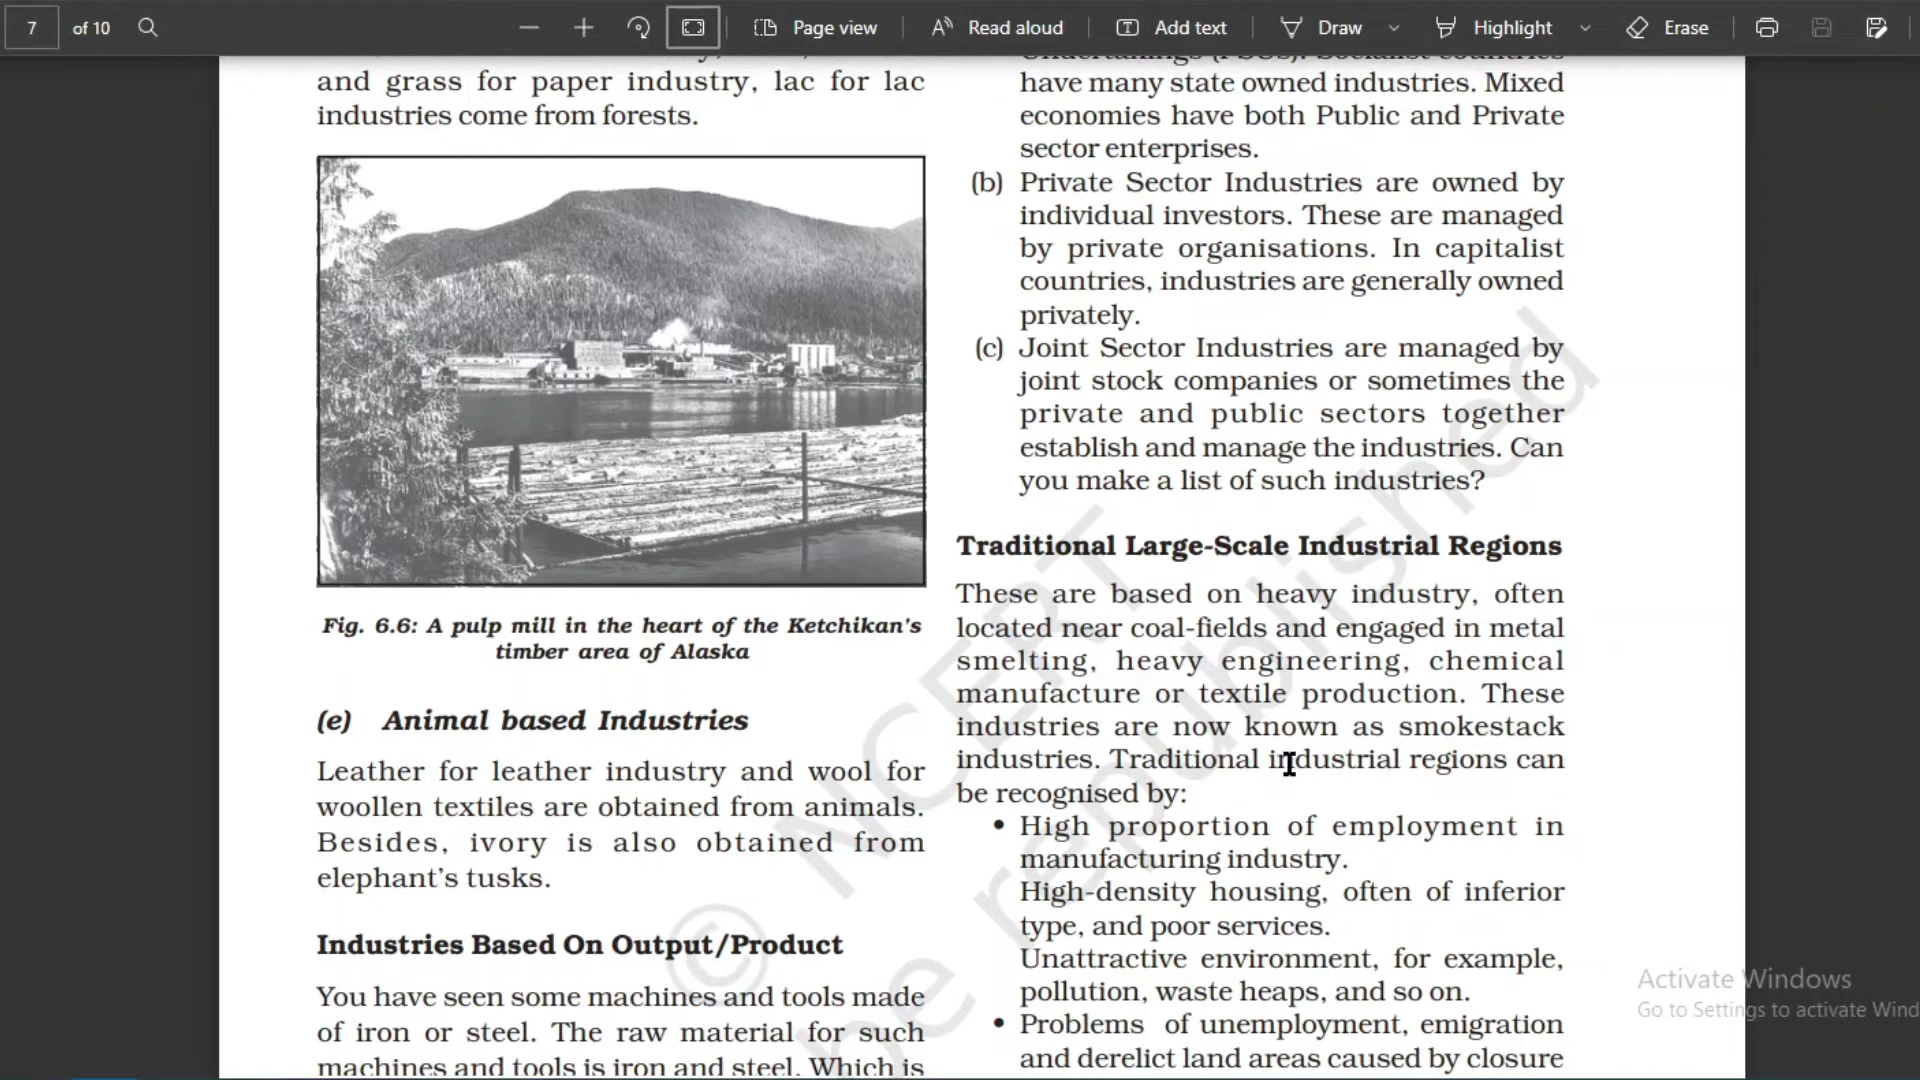 7
of 10
Page view
Read aloud
Add text
Draw
Highlight
Erase
and grass for paper industry, lac for lac
industries come from forests.
Fig. 6.6: A pulp mill in the heart of the Ketchikan's
timber area of Alaska
(e) Animal based Industries
Leather for leather industry and wool for
woollen textiles are obtained from animals.
Besides, ivory is also obtained from
elephant's tusks.
Industries Based On Output/Product
You have seen some machines and tools made
of iron or steel. The raw material for such
machines and tools is iron and steel. Which is
have many state owned industries. Mixed
economies have both Public and Private
sector enterprises.
(b) Private Sector Industries are owned by
individual investors. These are managed
by private organisations. In capitalist
countries, industries are generally owned
privately.
(c) Joint Sector Industries are managed by
joint stock companies or sometimes the
private and public sectors together
establish and manage the industries. Can
you make a list of such industries?
Traditional Large-Scale Industrial Regions
These are based on heavy industry, often
located near coal-fields and engaged in metal
smelting, heavy engineering, chemical
manufacture or textile production. These
industries are now known as smokestack
industries. Traditional industrial regions can
be recognised by:
• High proportion of employment in
manufacturing industry.
High-density housing, often of inferior
type, and poor services.
Unattractive environment, for example,
pollution, waste heaps, and so on.
• Problems of unemployment, emigration
and derelict land areas caused by closure
© NCERT
be republished
Activate Windows
Go to Settings to activate Wind